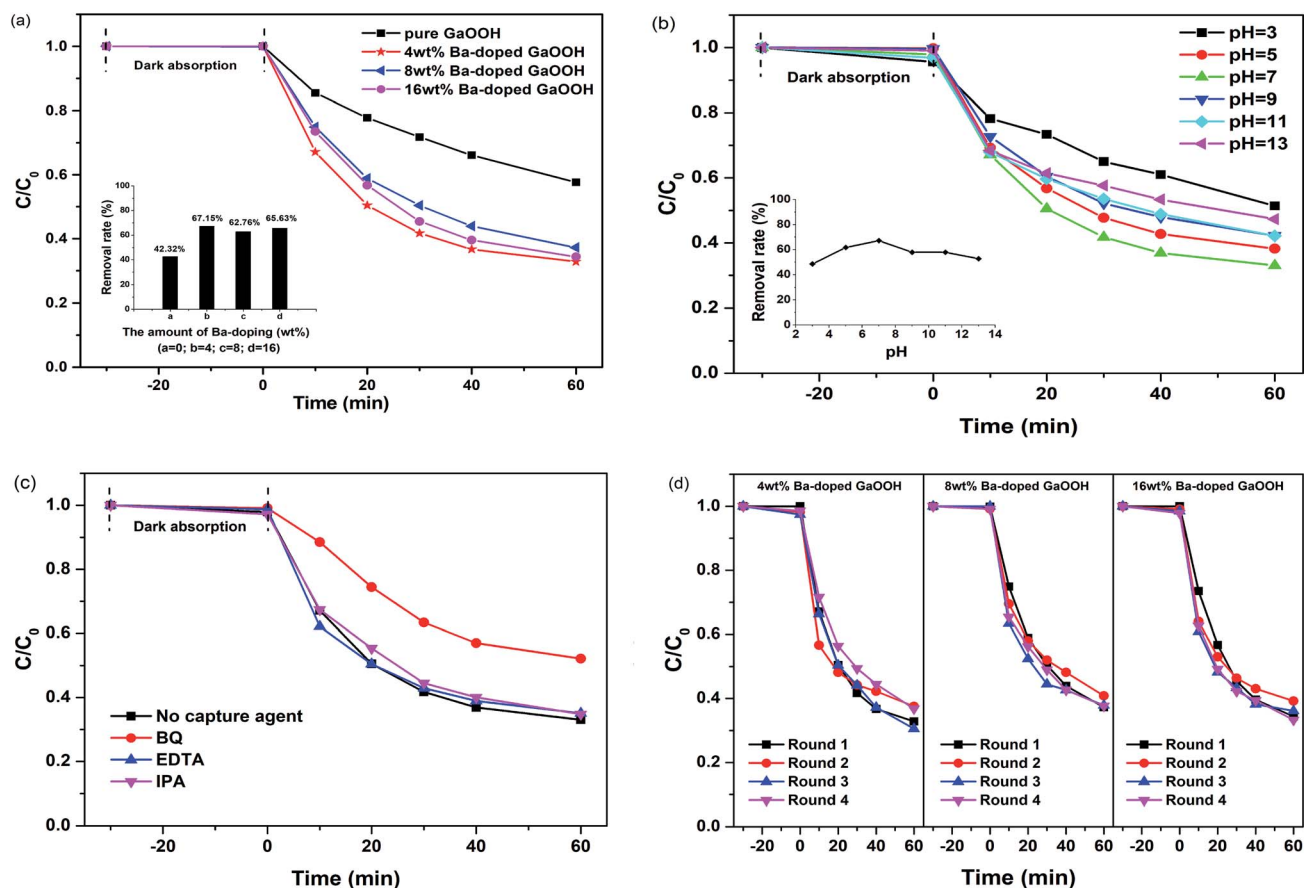 (a)
pure GaOOH
4wt% Ba-doped GaOOH
8wt% Ba-doped GaOOH
16wt% Ba-doped GaOOH
Dark absorption
1.0
0.8
0.6
0.4
0.2
0.0
C/C0
-20 0 20 40 60
Time (min)
Removal rate (%)
100
80
60
40
20
0
42.32%
67.15%
62.76%
65.63%
a b c d
The amount of Ba-doping (wt%)
(a=0; b=4; c=8; d=16)
(b)
pH=3
pH=5
pH=7
pH=9
pH=11
pH=13
Dark absorption
1.0
0.8
0.6
0.4
0.2
0.0
C/C0
-20 0 20 40 60
Time (min)
Removal rate (%)
100
80
60
40
20
0
2 4 6 8 10 12 14
pH
(c)
Dark absorption
1.0
0.8
0.6
0.4
0.2
0.0
C/C0
No capture agent
BQ
EDTA
IPA
-20 0 20 40 60
Time (min)
(d)
4wt% Ba-doped GaOOH 8wt% Ba-doped GaOOH 16wt% Ba-doped GaOOH
1.0
0.8
0.6
0.4
0.2
0.0
C/C0
Round 1 Round 1 Round 1
Round 2 Round 2 Round 2
Round 3 Round 3 Round 3
Round 4 Round 4 Round 4
-20 0 20 40 60 -20 0 20 40 60 -20 0 20 40 60
Time (min)